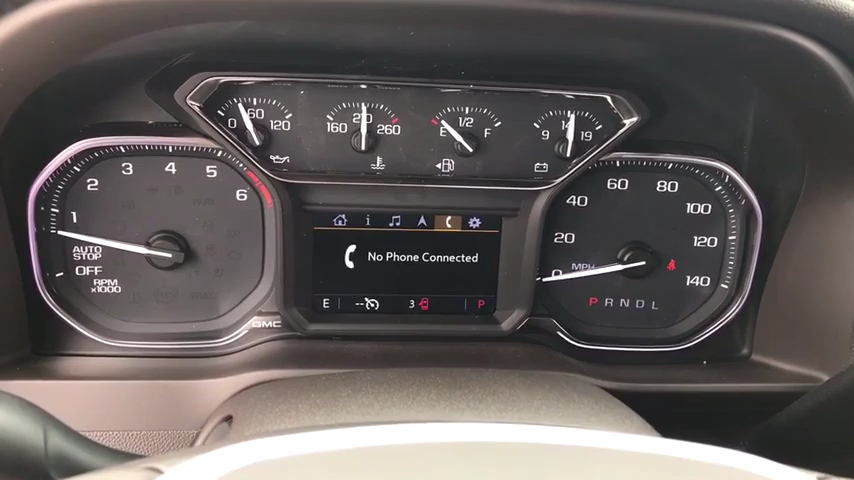 0 60 120
160 210 260
E 1/2 F
9 14 19
1 2 3 4 5 6
AUTO
STOP
OFF
RPM
x1000
GMC
No Phone Connected
E -- 3 P
0 20 40 60 80 100 120 140
MPH
P R N D L